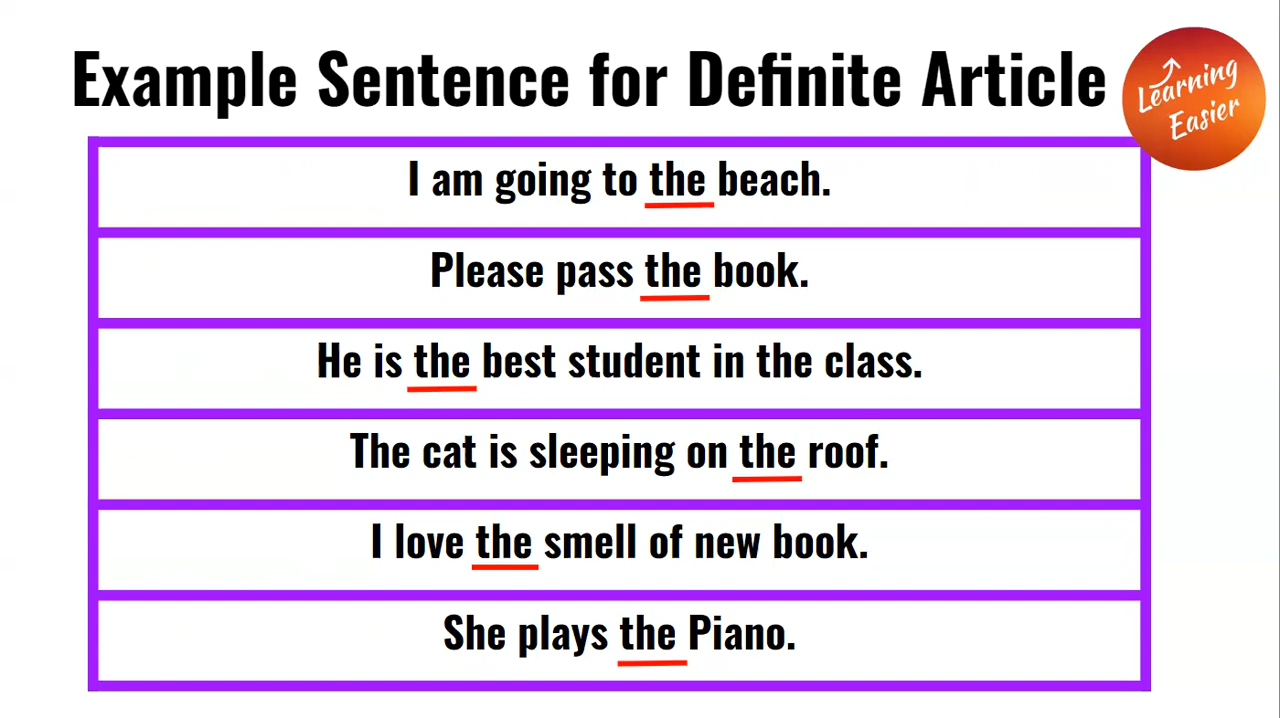 Example Sentence for Definite Article
Learning
Easier
I am going to the beach.
Please pass the book.
He is the best student in the class.
The cat is sleeping on the roof.
I love the smell of new book.
She plays the Piano.